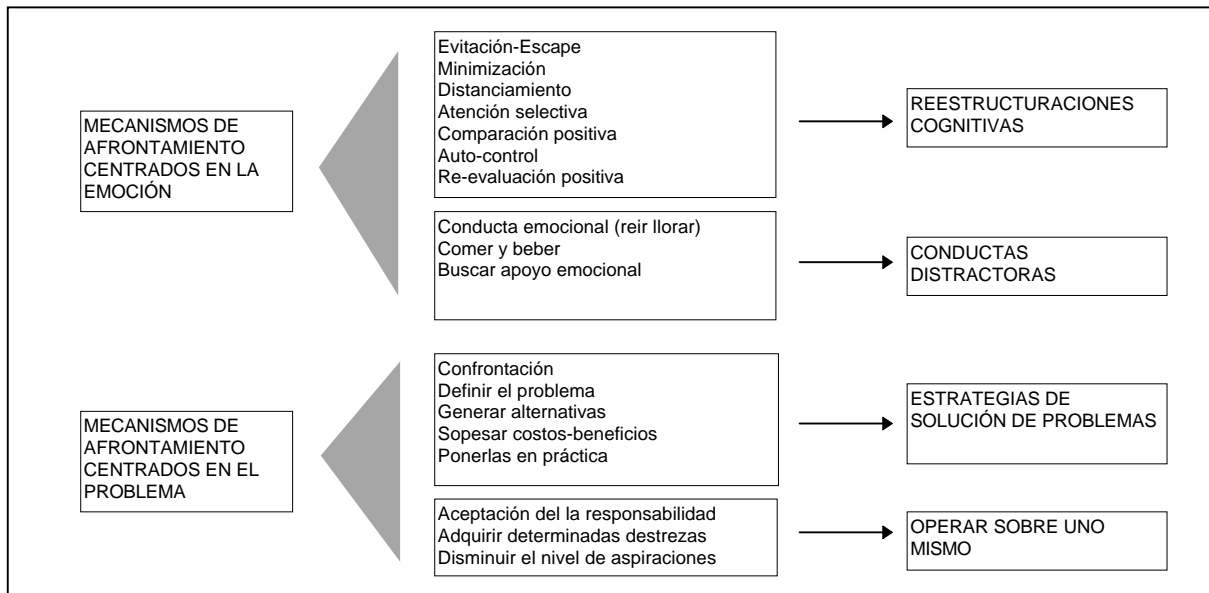 MECANISMOS DE
AFRONTAMIENTO
CENTRADOS EN LA
EMOCIÓN
Evitación-Escape
Minimización
Distanciamiento
Atención selectiva
Comparación positiva
Auto-control
Re-evaluación positiva
REESTRUCTURACIONES
COGNITIVAS
Conducta emocional (reir llorar)
Comer y beber
Buscar apoyo emocional
CONDUCTAS
DISTRACTORAS
MECANISMOS DE
AFRONTAMIENTO
CENTRADOS EN EL
PROBLEMA
Confrontación
Definir el problema
Generar alternativas
Sopesar costos-beneficios
Ponerlas en práctica
ESTRATEGIAS DE
SOLUCIÓN DE PROBLEMAS
Aceptación del la responsabilidad
Adquirir determinadas destrezas
Disminuir el nivel de aspiraciones
OPERAR SOBRE UNO
MISMO